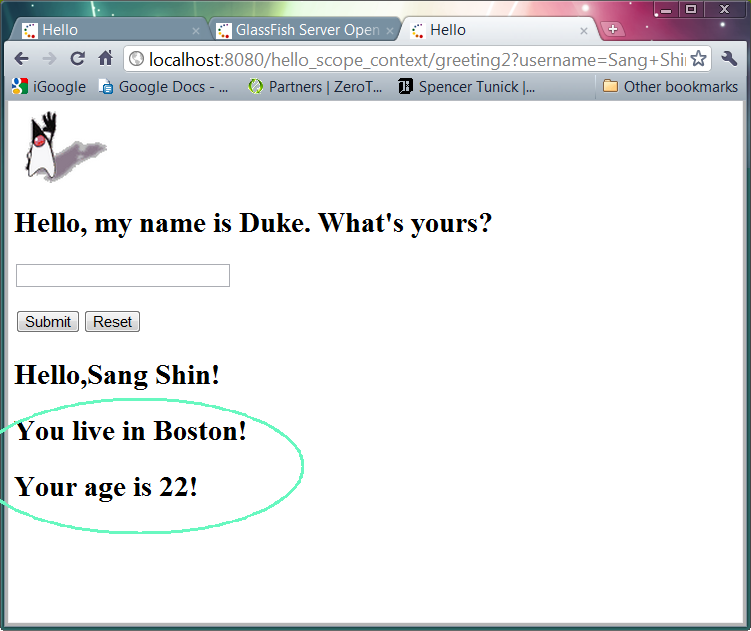 Hello
GlassFish Server Open
Hello
localhost:8080/hello_scope_context/greeting2?username=Sang+Shin
iGoogle
Google Docs - ...
Partners | ZeroT...
Spencer Tunick |...
Other bookmarks
Hello, my name is Duke. What's yours?
Submit Reset
Hello,Sang Shin!
You live in Boston!
Your age is 22!